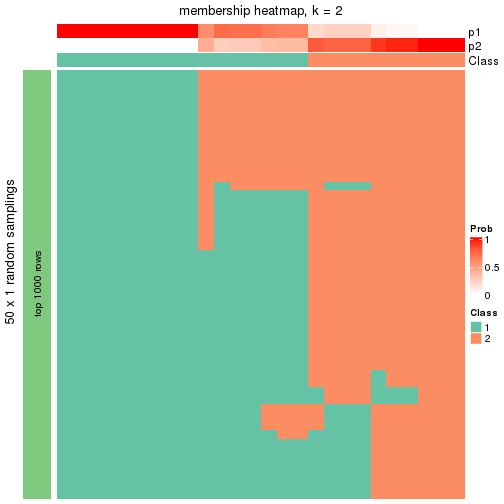 membership heatmap, k = 2
p1
p2
Class
50 x 1 random samplings
top 1000 rows
Prob
1
0.5
0
Class
1
2